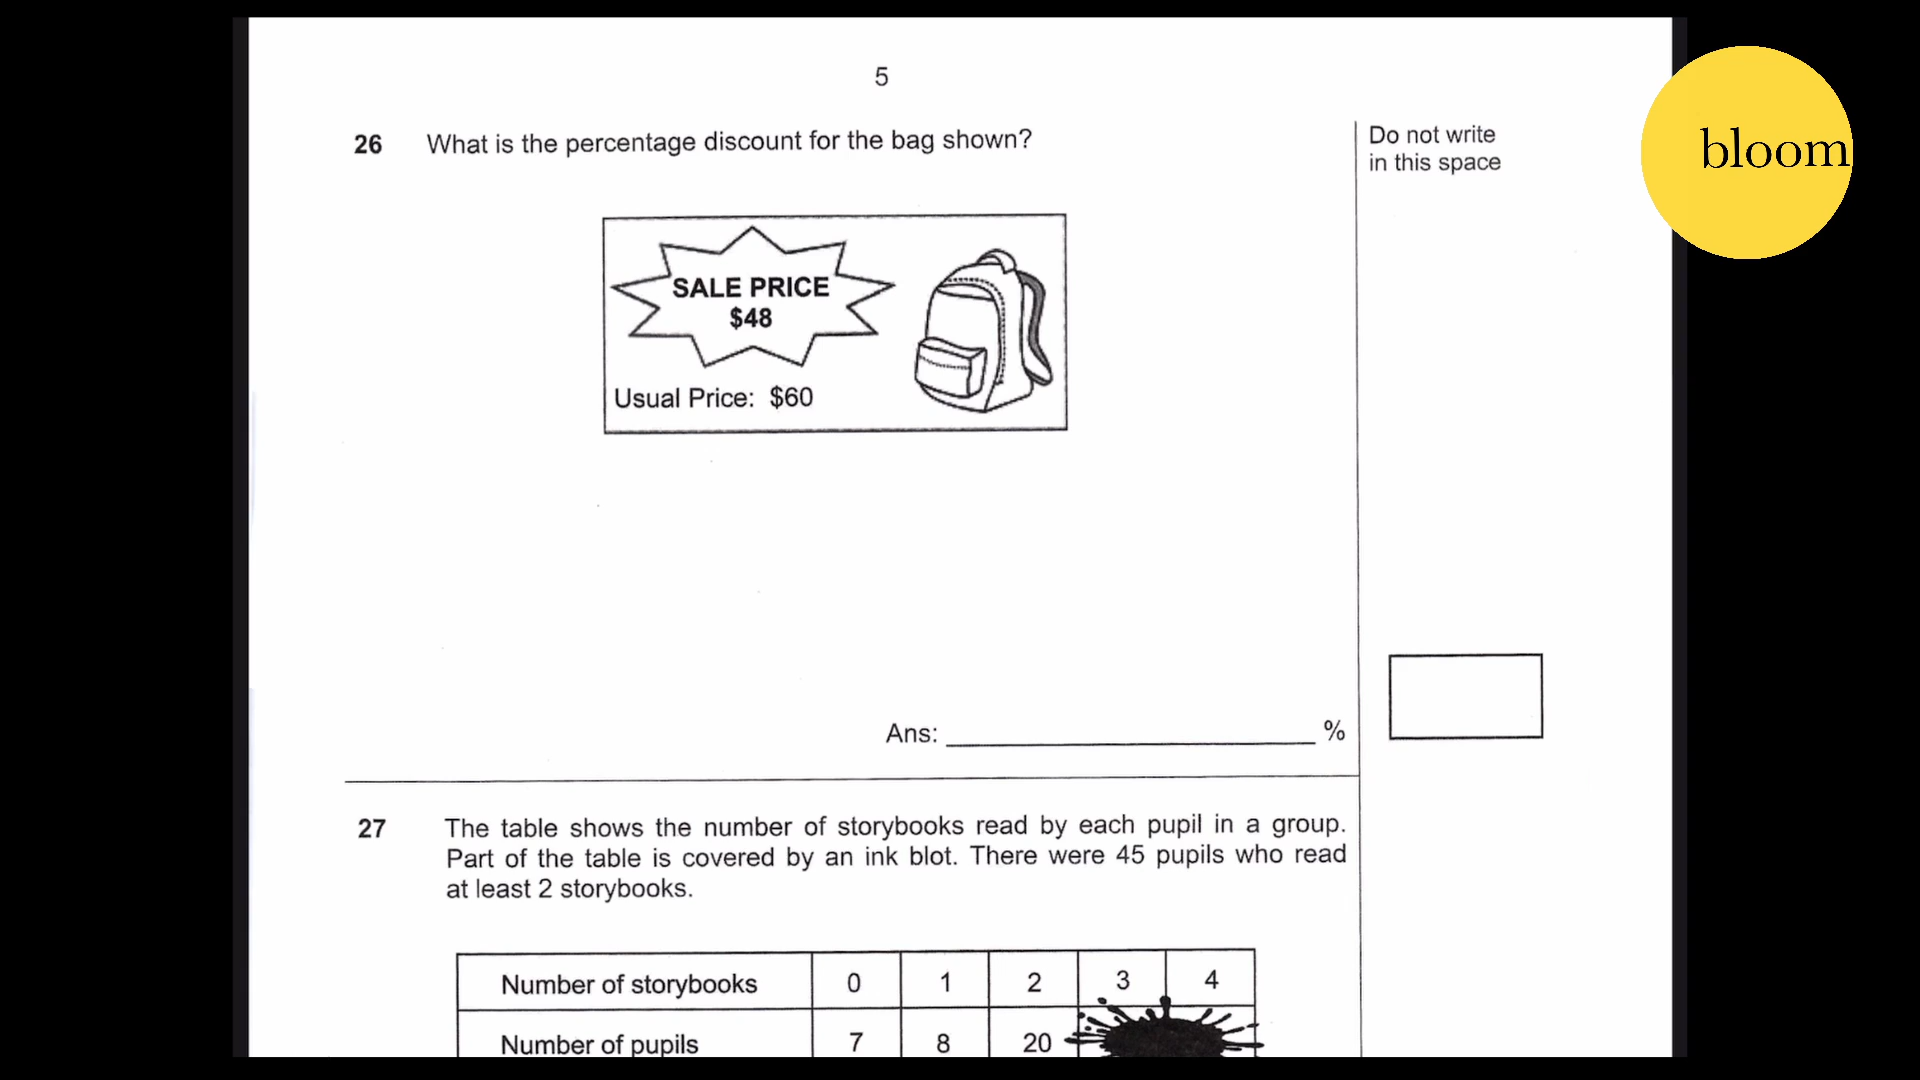 5
26 What is the percentage discount for the bag shown?
Do not write
in this space
bloom
SALE PRICE
$48
Usual Price: $60
Ans: %
27 The table shows the number of storybooks read by each pupil in a group.
Part of the table is covered by an ink blot. There were 45 pupils who read
at least 2 storybooks.
Number of storybooks 0 1 2 3 4
Number of pupils 7 8 20